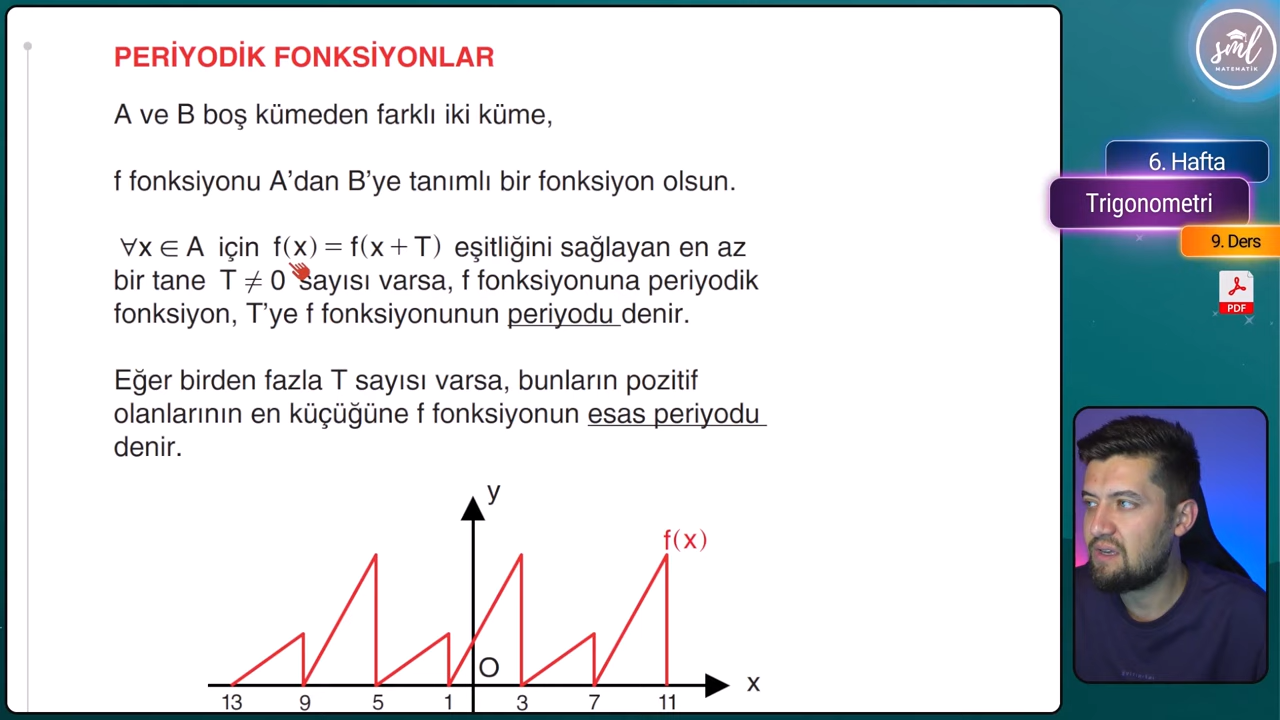 PERİYODİK FONKSİYONLAR
A ve B boş kümeden farklı iki küme,
f fonksiyonu A'dan B'ye tanımlı bir fonksiyon olsun.
∀x ∈ A için f(x) = f(x + T) eşitliğini sağlayan en az
bir tane T ≠ 0 sayısı varsa, f fonksiyonuna periyodik
fonksiyon, T'ye f fonksiyonunun periyodu denir.
Eğer birden fazla T sayısı varsa, bunların pozitif
olanlarının en küçüğüne f fonksiyonun esas periyodu
denir.
y
f(x)
O
x
13 9 5 1 3 7 11
sml
MATEMATİK
6. Hafta
Trigonometri
9. Ders
PDF